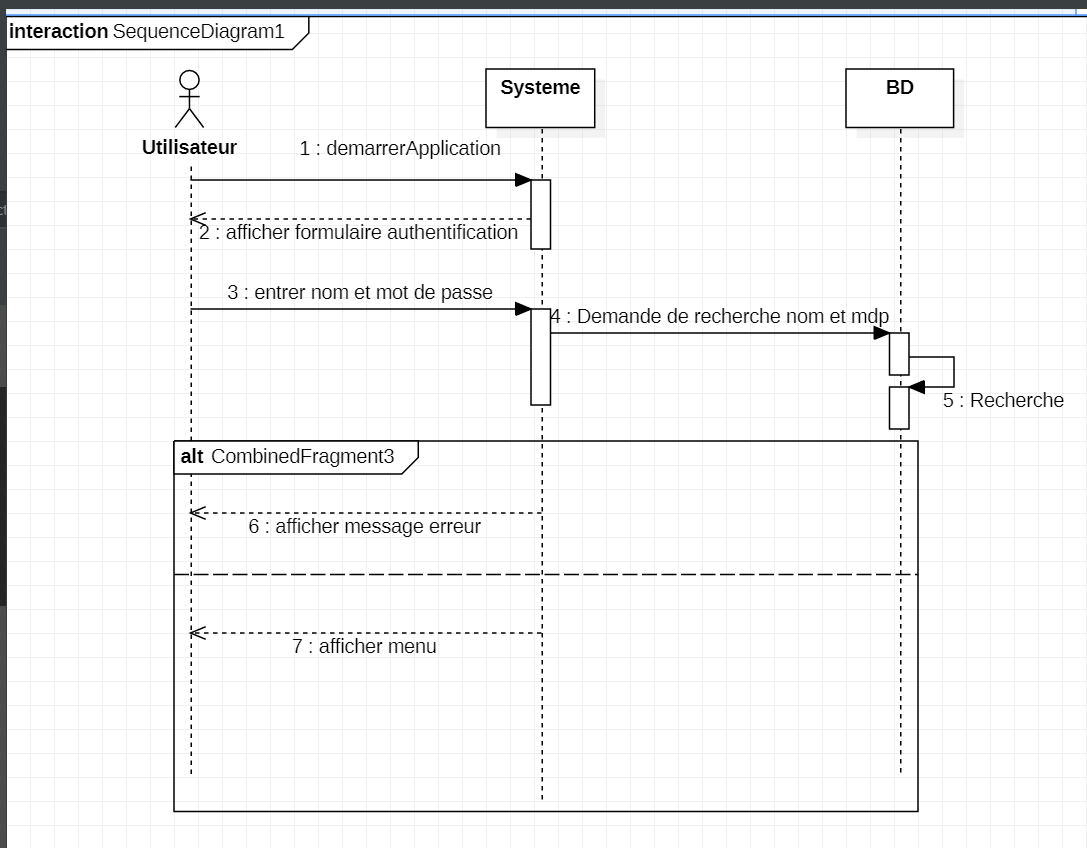 interaction SequenceDiagram1
Systeme
BD
Utilisateur
1 : demarrerApplication
2 : afficher formulaire authentification
3 : entrer nom et mot de passe
4 : Demande de recherche nom et mdp
5 : Recherche
alt CombinedFragment3
6 : afficher message erreur
7 : afficher menu